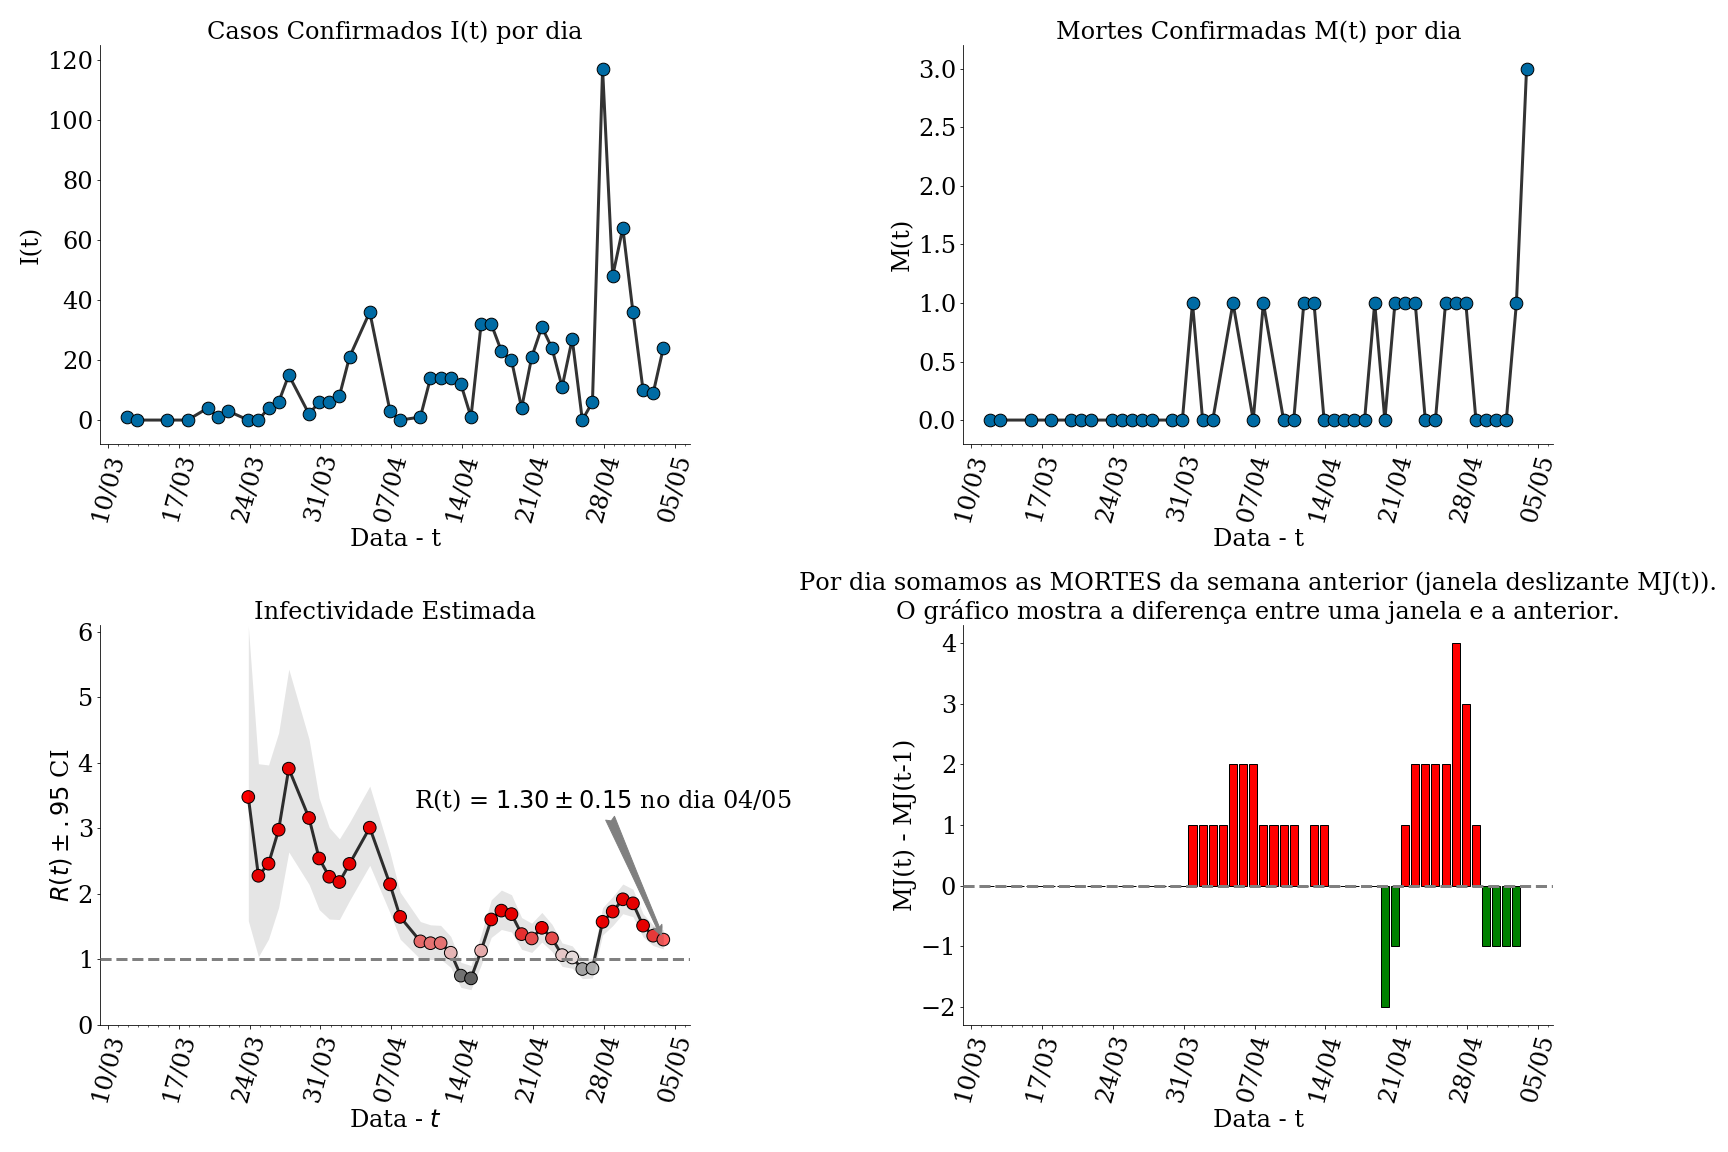 Casos Confirmados I(t) por dia
I(t)
120
100
80
60
40
20
0
10/03 17/03 24/03 31/03 07/04 14/04 21/04 28/04 05/05
Data - t
Mortes Confirmadas M(t) por dia
M(t)
3.0
2.5
2.0
1.5
1.0
0.5
0.0
10/03 17/03 24/03 31/03 07/04 14/04 21/04 28/04 05/05
Data - t
Infectividade Estimada
R(t) ± .95 CI
6
5
4
3
2
1
0
R(t) = 1.30 ± 0.15 no dia 04/05
10/03 17/03 24/03 31/03 07/04 14/04 21/04 28/04 05/05
Data - t
Por dia somamos as MORTES da semana anterior (janela deslizante MJ(t)).
O gráfico mostra a diferença entre uma janela e a anterior.
MJ(t) - MJ(t-1)
4
3
2
1
0
−1
−2
10/03 17/03 24/03 31/03 07/04 14/04 21/04 28/04 05/05
Data - t